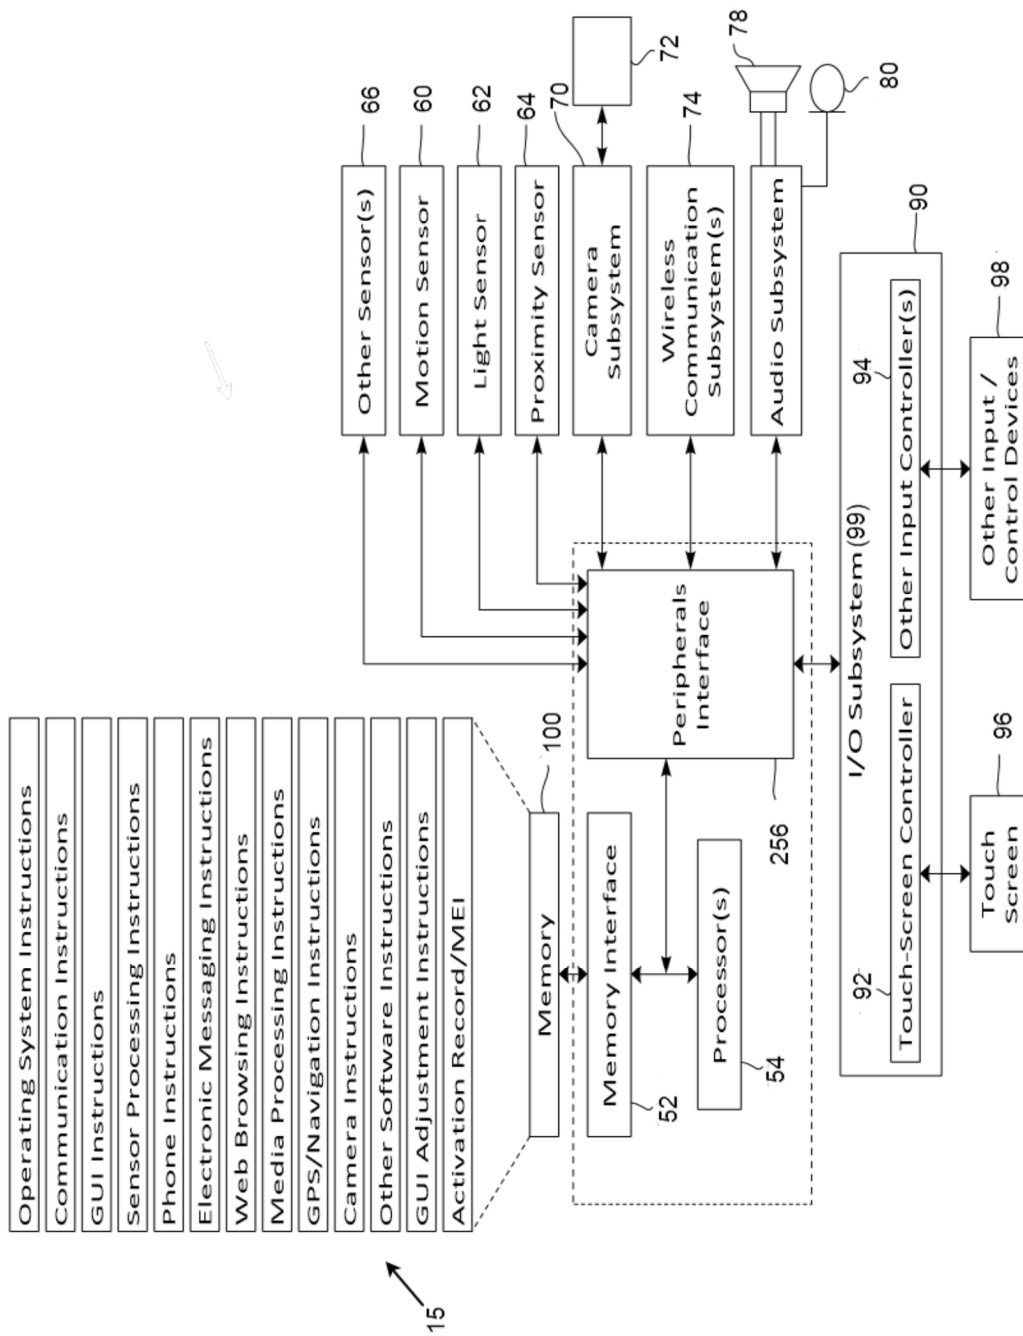 15
Operating System Instructions
Communication Instructions
GUI Instructions
Sensor Processing Instructions
Phone Instructions
Electronic Messaging Instructions
Web Browsing Instructions
Media Processing Instructions
GPS/Navigation Instructions
Camera Instructions
Other Software Instructions
GUI Adjustment Instructions
Activation Record/MEI
Memory
100
Memory Interface
52
Processor(s)
54
Peripherals
Interface
256
Other Sensor(s)
66
Motion Sensor
60
Light Sensor
62
Proximity Sensor
64
Camera
Subsystem
70
72
Wireless
Communication
Subsystem(s)
74
Audio Subsystem
78
80
I/O Subsystem(99)
90
92
Touch-Screen Controller
94
Other Input Controller(s)
Touch
Screen
96
Other Input /
Control Devices
98